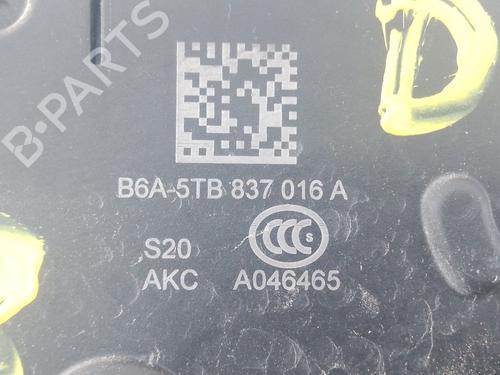 B-PARTS
D
B6A-5TB 837 016 A
S20
CCC S
AKC A046465